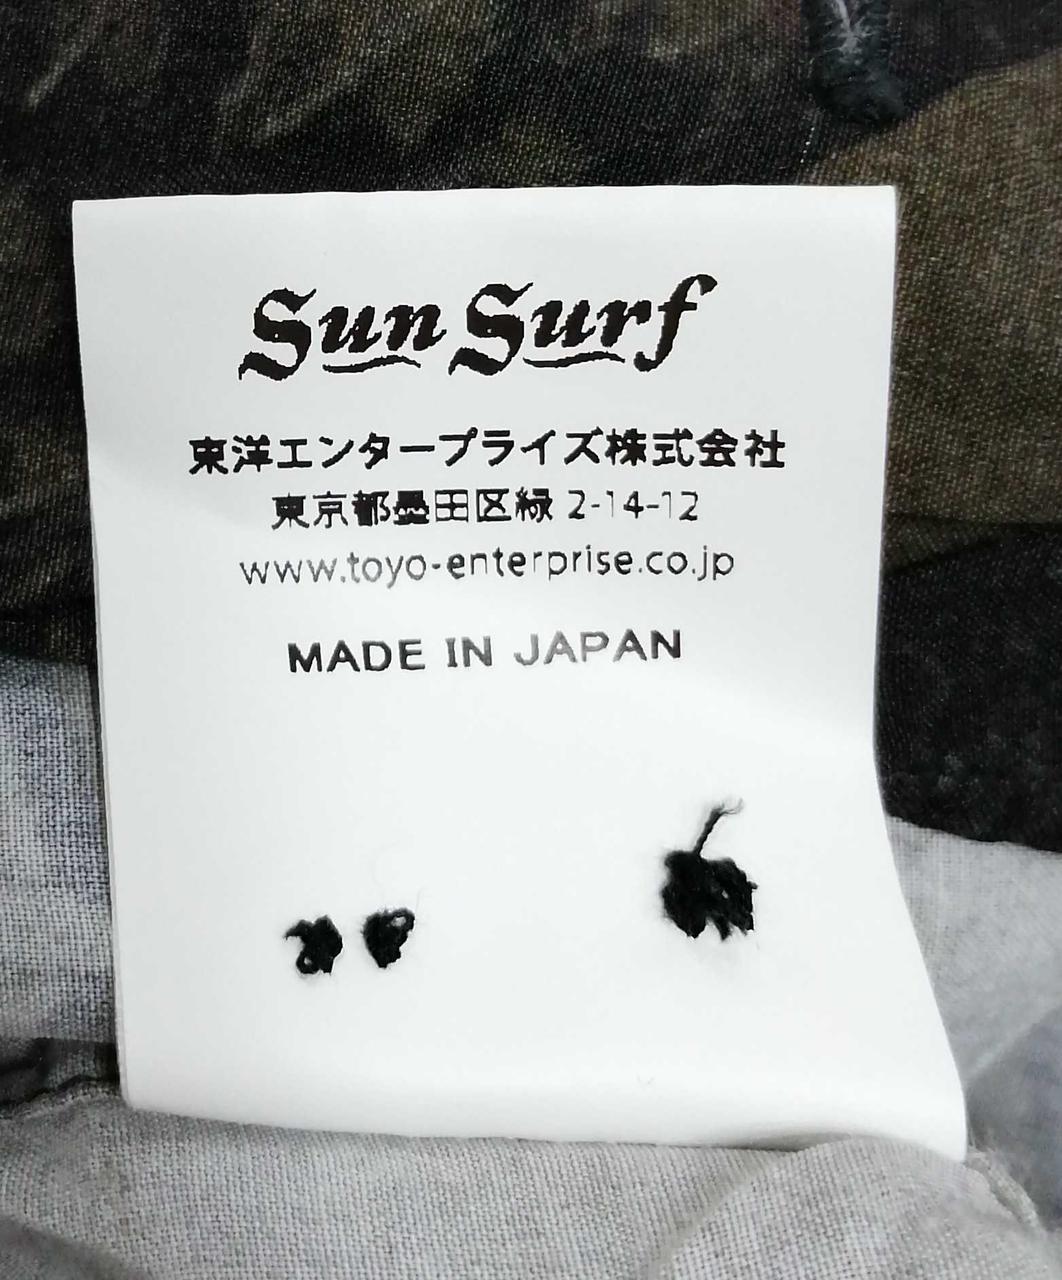 Sun Surf
東洋エンタープライズ株式会社
東京都墨田区緑 2-14-12
www.toyo-enterprise.co.jp
MADE IN JAPAN